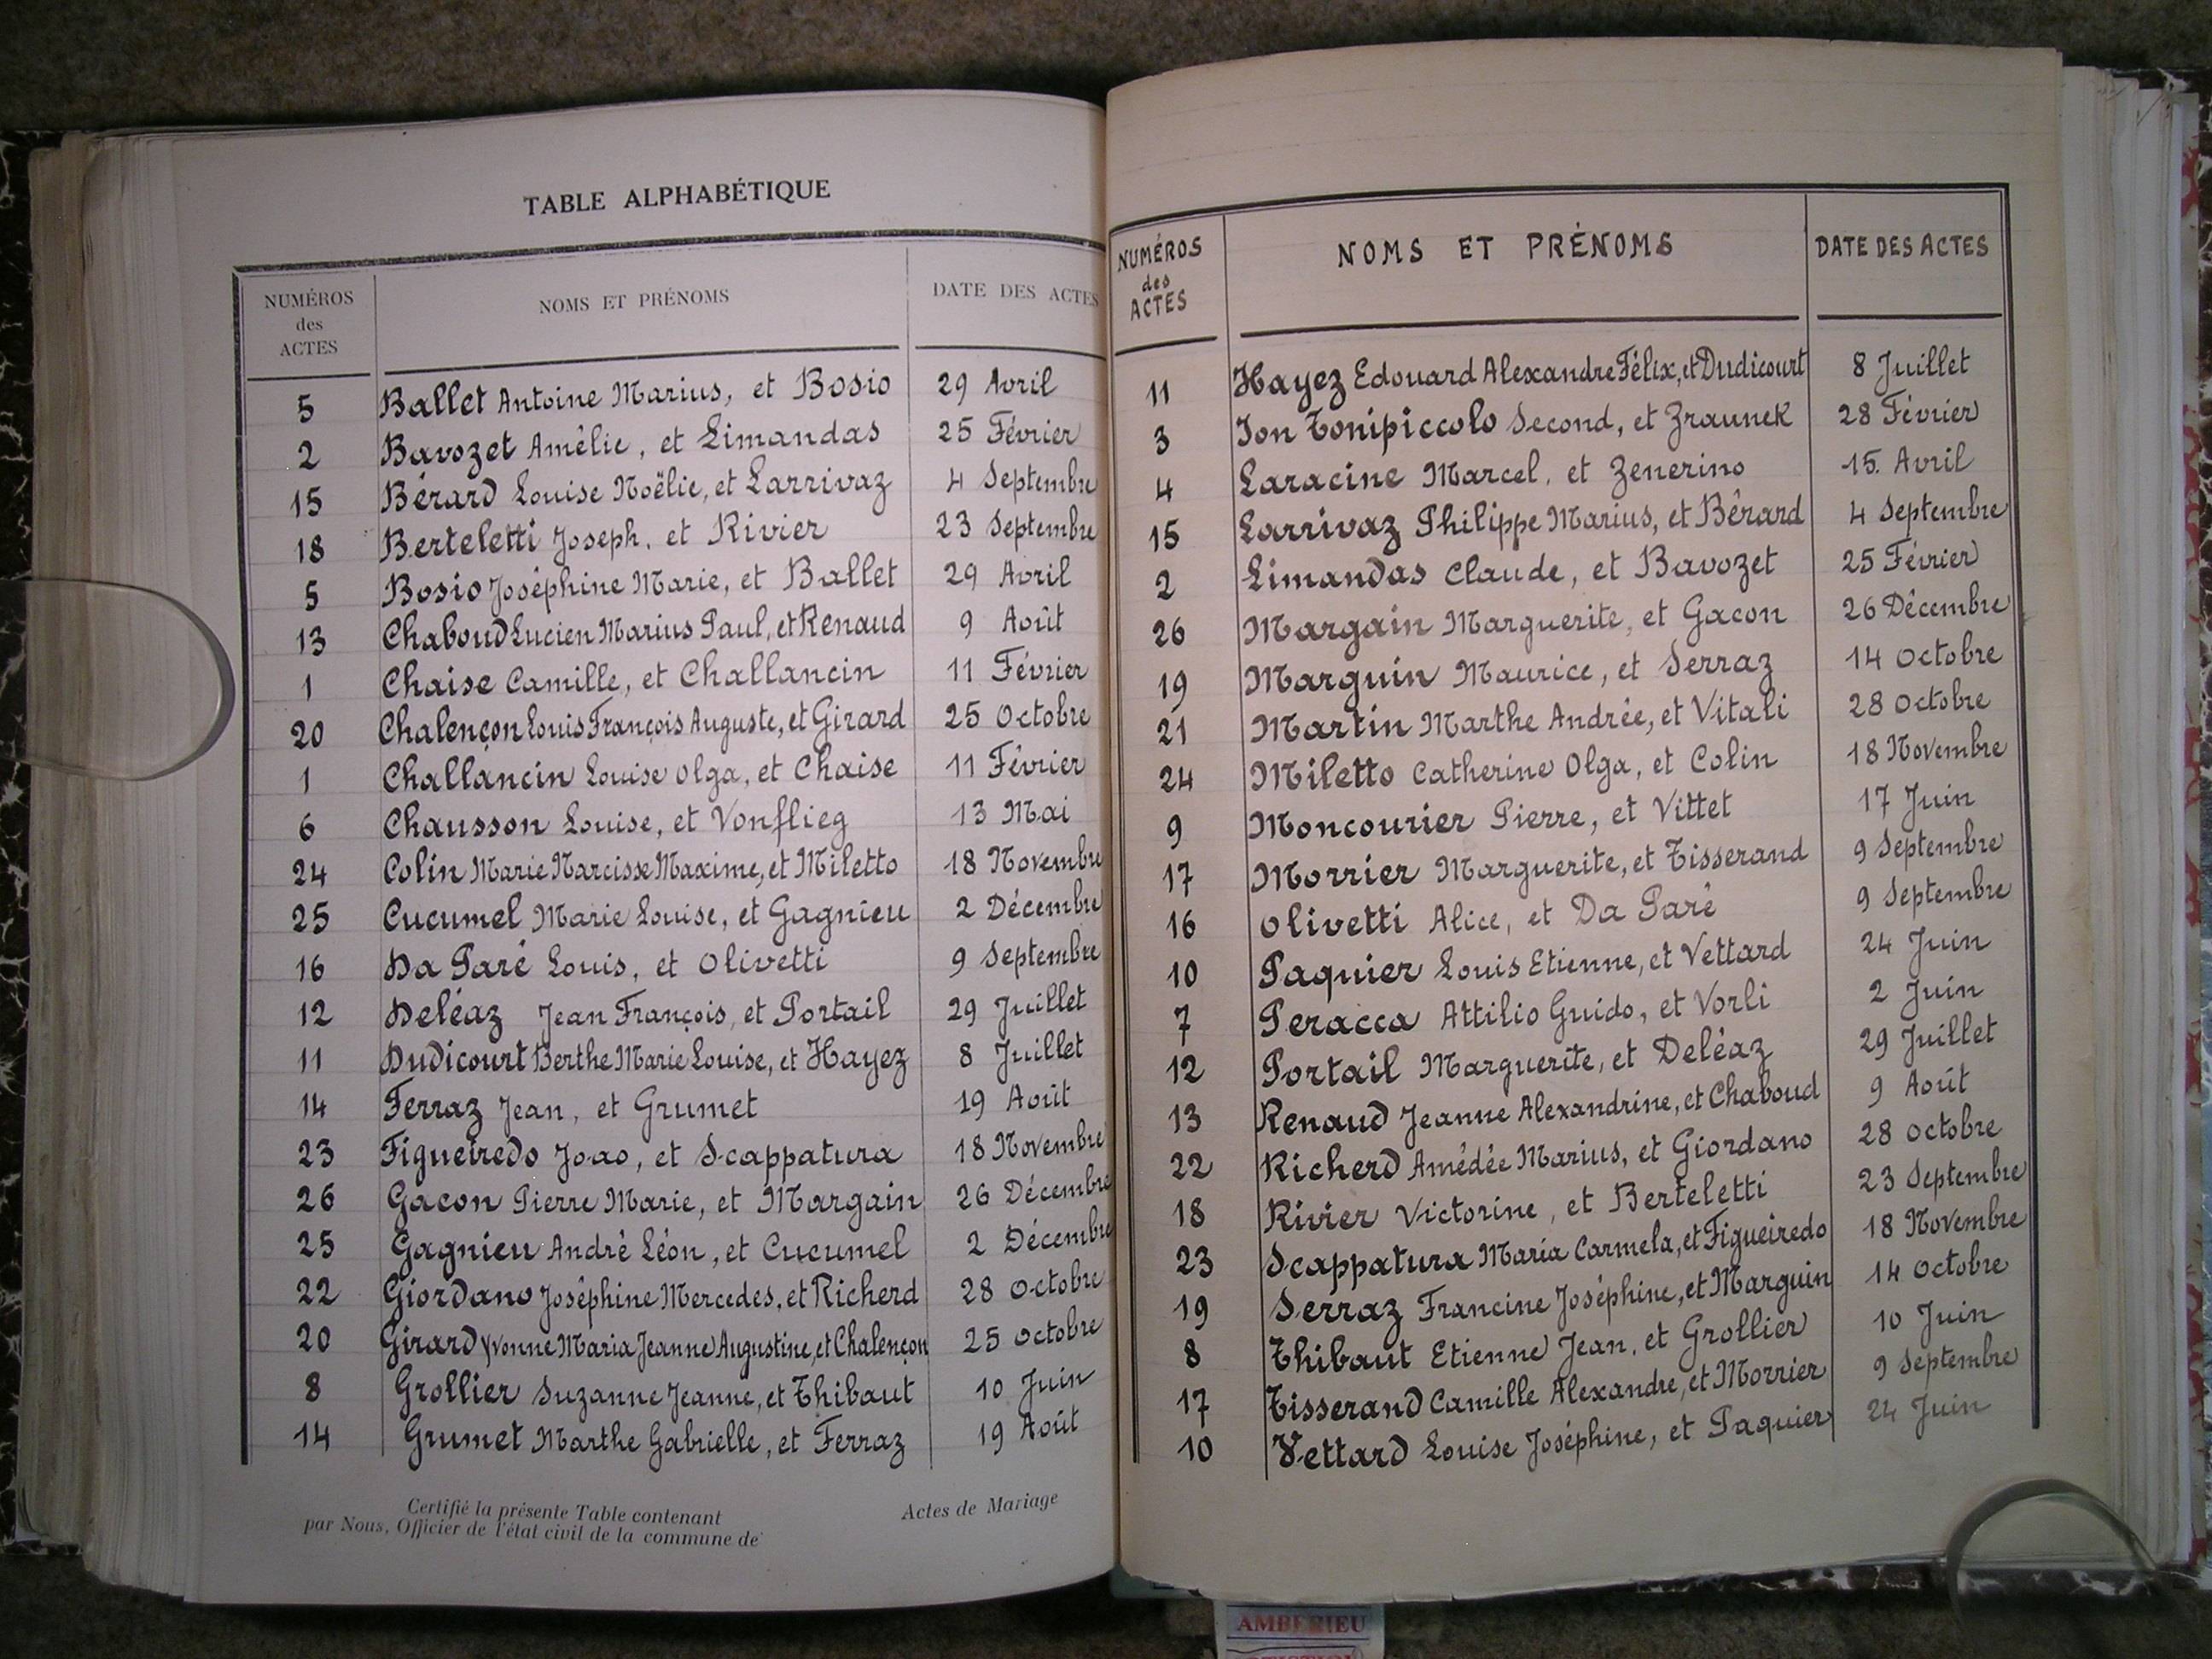 TABLE ALPHABÉTIQUE
NUMÉROS des ACTES NOMS ET PRÉNOMS DATE DES ACTES
5 Ballet Antoine Marius, et Bosio 29 Avril
2 Bavozet Amélie, et Limandas 25 Février
15 Bérard Louise Noëlie, et Larrivaz 4 Septembre
18 Berteletti Joseph, et Rivier 23 Septembre
5 Bosio Joséphine Marie, et Ballet 29 Avril
13 Chaboud Lucien Marius Paul, et Renaud 9 Août
1 Chaise Camille, et Challancin 11 Février
20 Chalençon Louis François Auguste, et Girard 25 Octobre
1 Challancin Louise Olga, et Chaise 11 Février
6 Chausson Louise, et Vonflieg 13 Mai
24 Colin Marie Narcisse Maxime, et Miletto 18 Novembre
25 Cucumel Marie Louise, et Gagnieu 2 Décembre
16 Da Paré Louis, et Olivetti 9 Septembre
12 Deléaz Jean François, et Portail 29 Juillet
11 Dudicourt Berthe Marie Louise, et Hayez 8 Juillet
14 Ferraz Jean, et Grumet 19 Août
23 Figueiredo Joao, et Scappatura 18 Novembre
26 Gacon Pierre Marie, et Margain 26 Décembre
25 Gagnieu André Léon, et Cucumel 2 Décembre
22 Giordano Joséphine Mercedes, et Richerd 28 Octobre
20 Girard Yvonne Maria Jeanne Augustine, et Chalençon 25 Octobre
8 Grollier Suzanne Jeanne, et Thibaut 10 Juin
14 Grumet Marthe Gabrielle, et Ferraz 19 Août
Certifié la présente Table contenant Actes de Mariage
par Nous, Officier de l'état civil de la commune de
NUMÉROS des ACTES NOMS ET PRÉNOMS DATE DES ACTES
11 Hayez Edouard Alexandre Félix, et Dudicourt 8 Juillet
3 Ion Tonipiccolo Second, et Zraunek 28 Février
4 Laracine Marcel, et Zenerino 15 Avril
15 Larrivaz Philippe Marius, et Bérard 4 Septembre
2 Limandas Claude, et Bavozet 25 Février
26 Margain Marguerite, et Gacon 26 Décembre
19 Marguin Maurice, et Serraz 14 Octobre
21 Martin Marthe Andrée, et Vitali 28 Octobre
24 Miletto Catherine Olga, et Colin 18 Novembre
9 Moncourier Pierre, et Vittet 17 Juin
17 Morrier Marguerite, et Tisserand 9 Septembre
16 Olivetti Alice, et Da Paré 9 Septembre
10 Paquier Louis Etienne, et Vettard 24 Juin
7 Peracca Attilio Guido, et Vorli 2 Juin
12 Portail Marguerite, et Deléaz 29 Juillet
13 Renaud Jeanne Alexandrine, et Chaboud 9 Août
22 Richerd Amédée Marius, et Giordano 28 Octobre
18 Rivier Victorine, et Berteletti 23 Septembre
23 Scappatura Maria Carmela, et Figueiredo 18 Novembre
19 Serraz Francine Joséphine, et Marguin 14 Octobre
8 Thibaut Etienne Jean, et Grollier 10 Juin
17 Tisserand Camille Alexandre, et Morrier 9 Septembre
10 Vettard Louise Joséphine, et Paquier 24 Juin
AMBERIEU